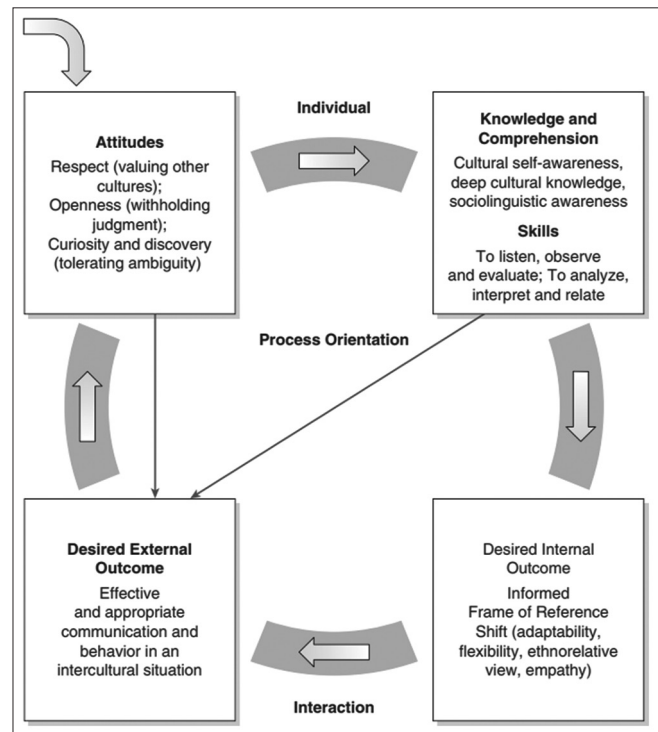 Individual
Attitudes
Respect (valuing other
cultures);
Openness (withholding
judgment);
Curiosity and discovery
(tolerating ambiguity)
Knowledge and
Comprehension
Cultural self-awareness,
deep cultural knowledge,
sociolinguistic awareness
Skills
To listen, observe
and evaluate; To analyze,
interpret and relate
Process Orientation
Desired External
Outcome
Effective
and appropriate
communication and
behavior in an
intercultural situation
Desired Internal
Outcome
Informed
Frame of Reference
Shift (adaptability,
flexibility, ethnorelative
view, empathy)
Interaction